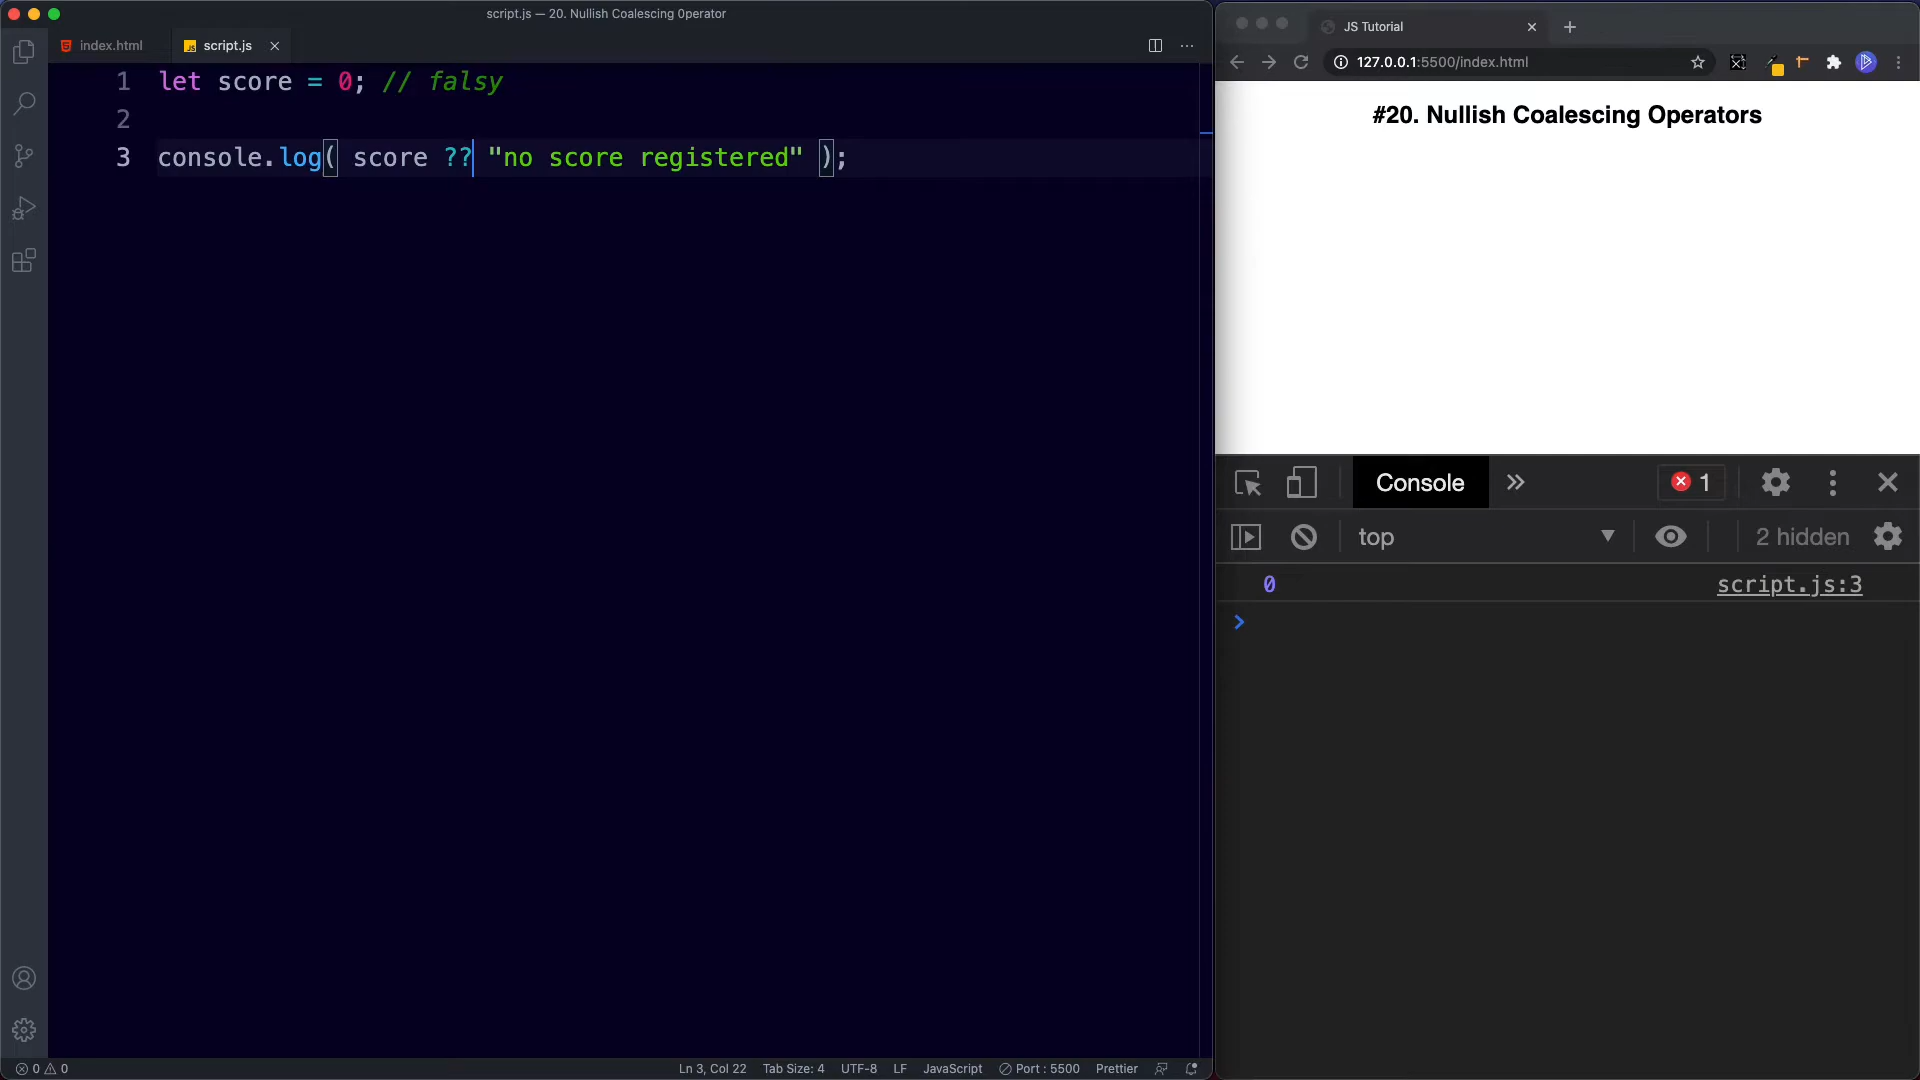 script.js — 20. Nullish Coalescing 0perator
index.html
script.js
1 let score = 0; // falsy
2
3 console.log( score ?? "no score registered" );
0 0
Ln 3, Col 22
Tab Size: 4
UTF-8
LF
JavaScript
Port : 5500
Prettier
JS Tutorial
127.0.0.1:5500/index.html
#20. Nullish Coalescing Operators
Console
1
top
2 hidden
0 script.js:3